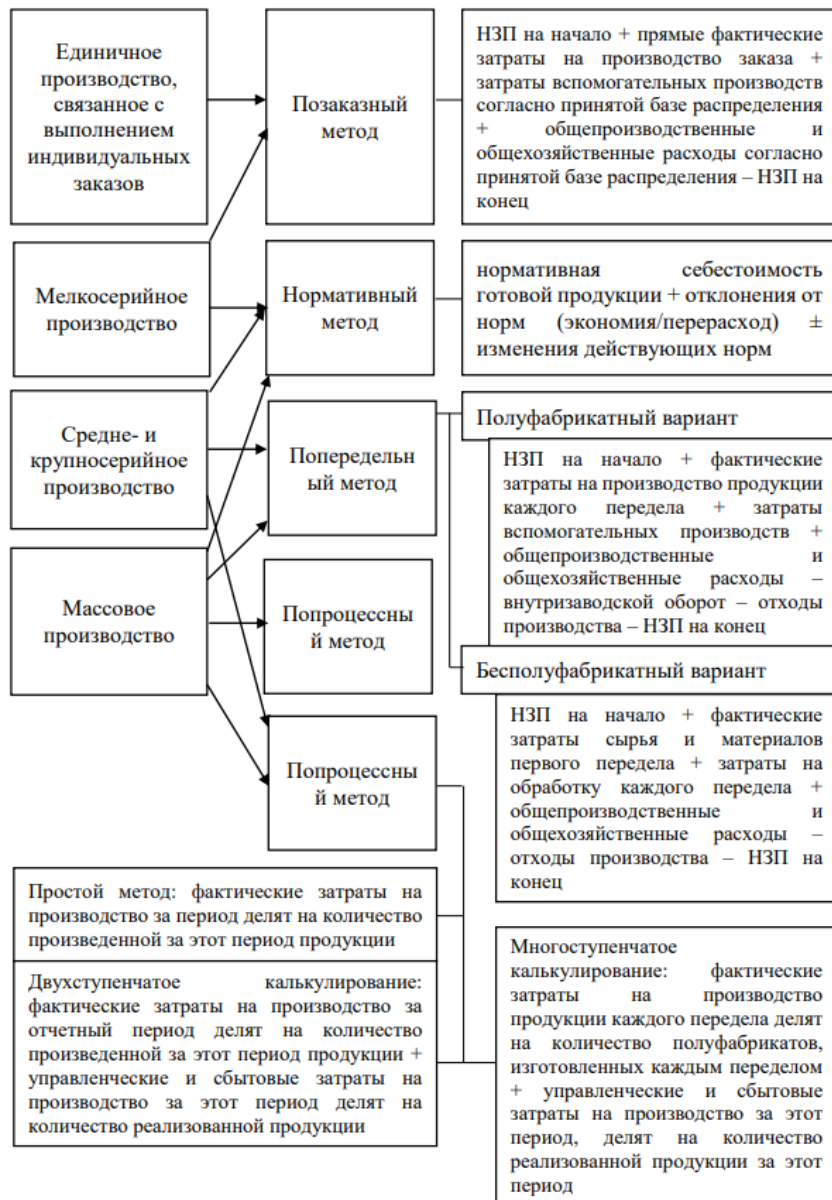 Единичное
производство,
связанное с
выполнением
индивидуальных
заказов
Позаказный
метод
НЗП на начало + прямые фактические
затраты на производство заказа +
затраты вспомогательных производств
согласно принятой базе распределения
+ общепроизводственные и
общехозяйственные расходы согласно
принятой базе распределения – НЗП на
конец
Мелкосерийное
производство
Нормативный
метод
нормативная себестоимость
готовой продукции + отклонения от
норм (экономия/перерасход) ±
изменения действующих норм
Средне- и
крупносерийное
производство
Попередельн
ый метод
Полуфабрикатный вариант
НЗП на начало + фактические
затраты на производство продукции
каждого передела + затраты
вспомогательных производств +
общепроизводственные и
общехозяйственные расходы –
внутризаводской оборот – отходы
производства – НЗП на конец
Массовое
производство
Попроцессны
й метод
Бесполуфабрикатный вариант
НЗП на начало + фактические
затраты сырья и материалов
первого передела + затраты на
обработку каждого передела +
общепроизводственные и
общехозяйственные расходы –
отходы производства – НЗП на
конец
Попроцессны
й метод
Простой метод: фактические затраты на
производство за период делят на количество
произведенной за этот период продукции
Двухступенчатое калькулирование:
фактические затраты на производство за
отчетный период делят на количество
произведенной за этот период продукции +
управленческие и сбытовые затраты на
производство за этот период делят на
количество реализованной продукции
Многоступенчатое
калькулирование: фактические
затраты на производство
продукции каждого передела делят
на количество полуфабрикатов,
изготовленных каждым переделом
+ управленческие и сбытовые
затраты на производство за этот
период, делят на количество
реализованной продукции за этот
период